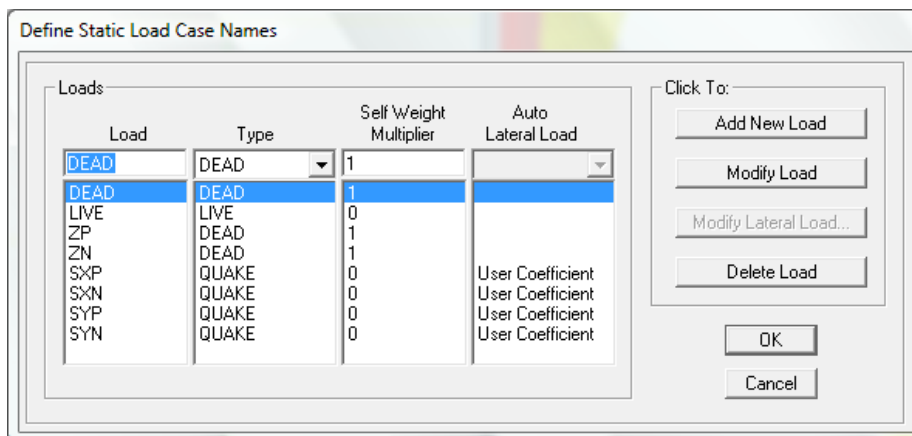 Define Static Load Case Names
Loads
Load Type Self Weight Multiplier Auto Lateral Load
DEAD DEAD 1
DEAD DEAD 1
LIVE LIVE 0
ZP DEAD 1
ZN DEAD 1
SXP QUAKE 0 User Coefficient
SXN QUAKE 0 User Coefficient
SYP QUAKE 0 User Coefficient
SYN QUAKE 0 User Coefficient
Click To:
Add New Load
Modify Load
Modify Lateral Load...
Delete Load
OK
Cancel